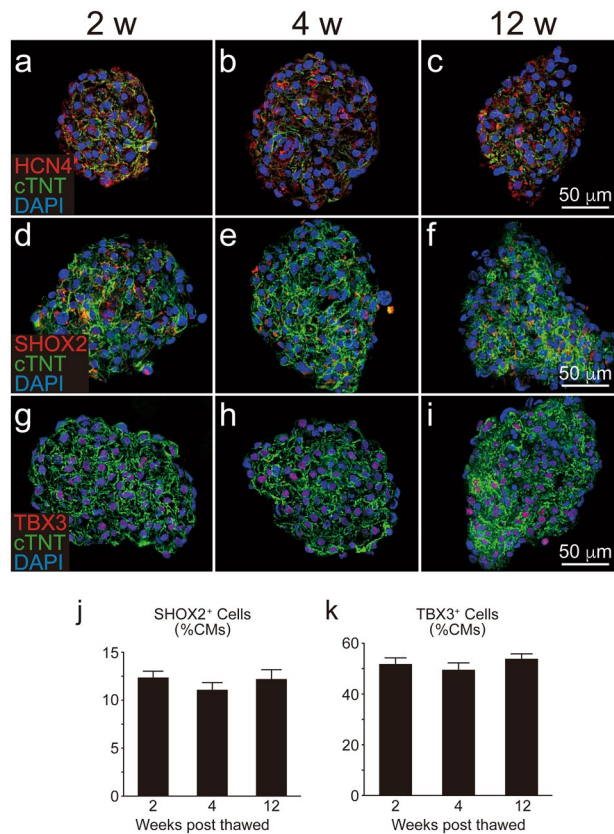 2 w 4 w 12 w
a b c
HCN4
cTNT
DAPI
50 μm
d e f
SHOX2
cTNT
DAPI
50 μm
g h i
TBX3
cTNT
DAPI
50 μm
j k
SHOX2⁺ Cells
(%CMs)
TBX3⁺ Cells
(%CMs)
15
10
5
0
60
40
20
0
2 4 12
Weeks post thawed
2 4 12
Weeks post thawed